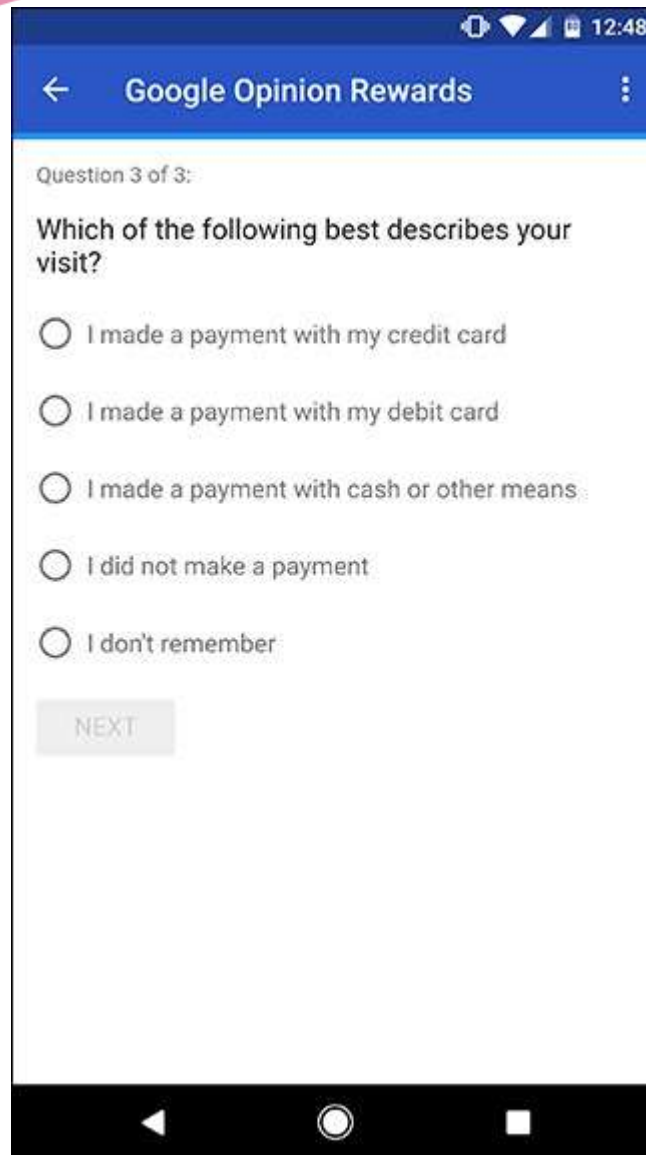 12:48
Google Opinion Rewards
Question 3 of 3:
Which of the following best describes your
visit?
I made a payment with my credit card
I made a payment with my debit card
I made a payment with cash or other means
I did not make a payment
I don't remember
NEXT